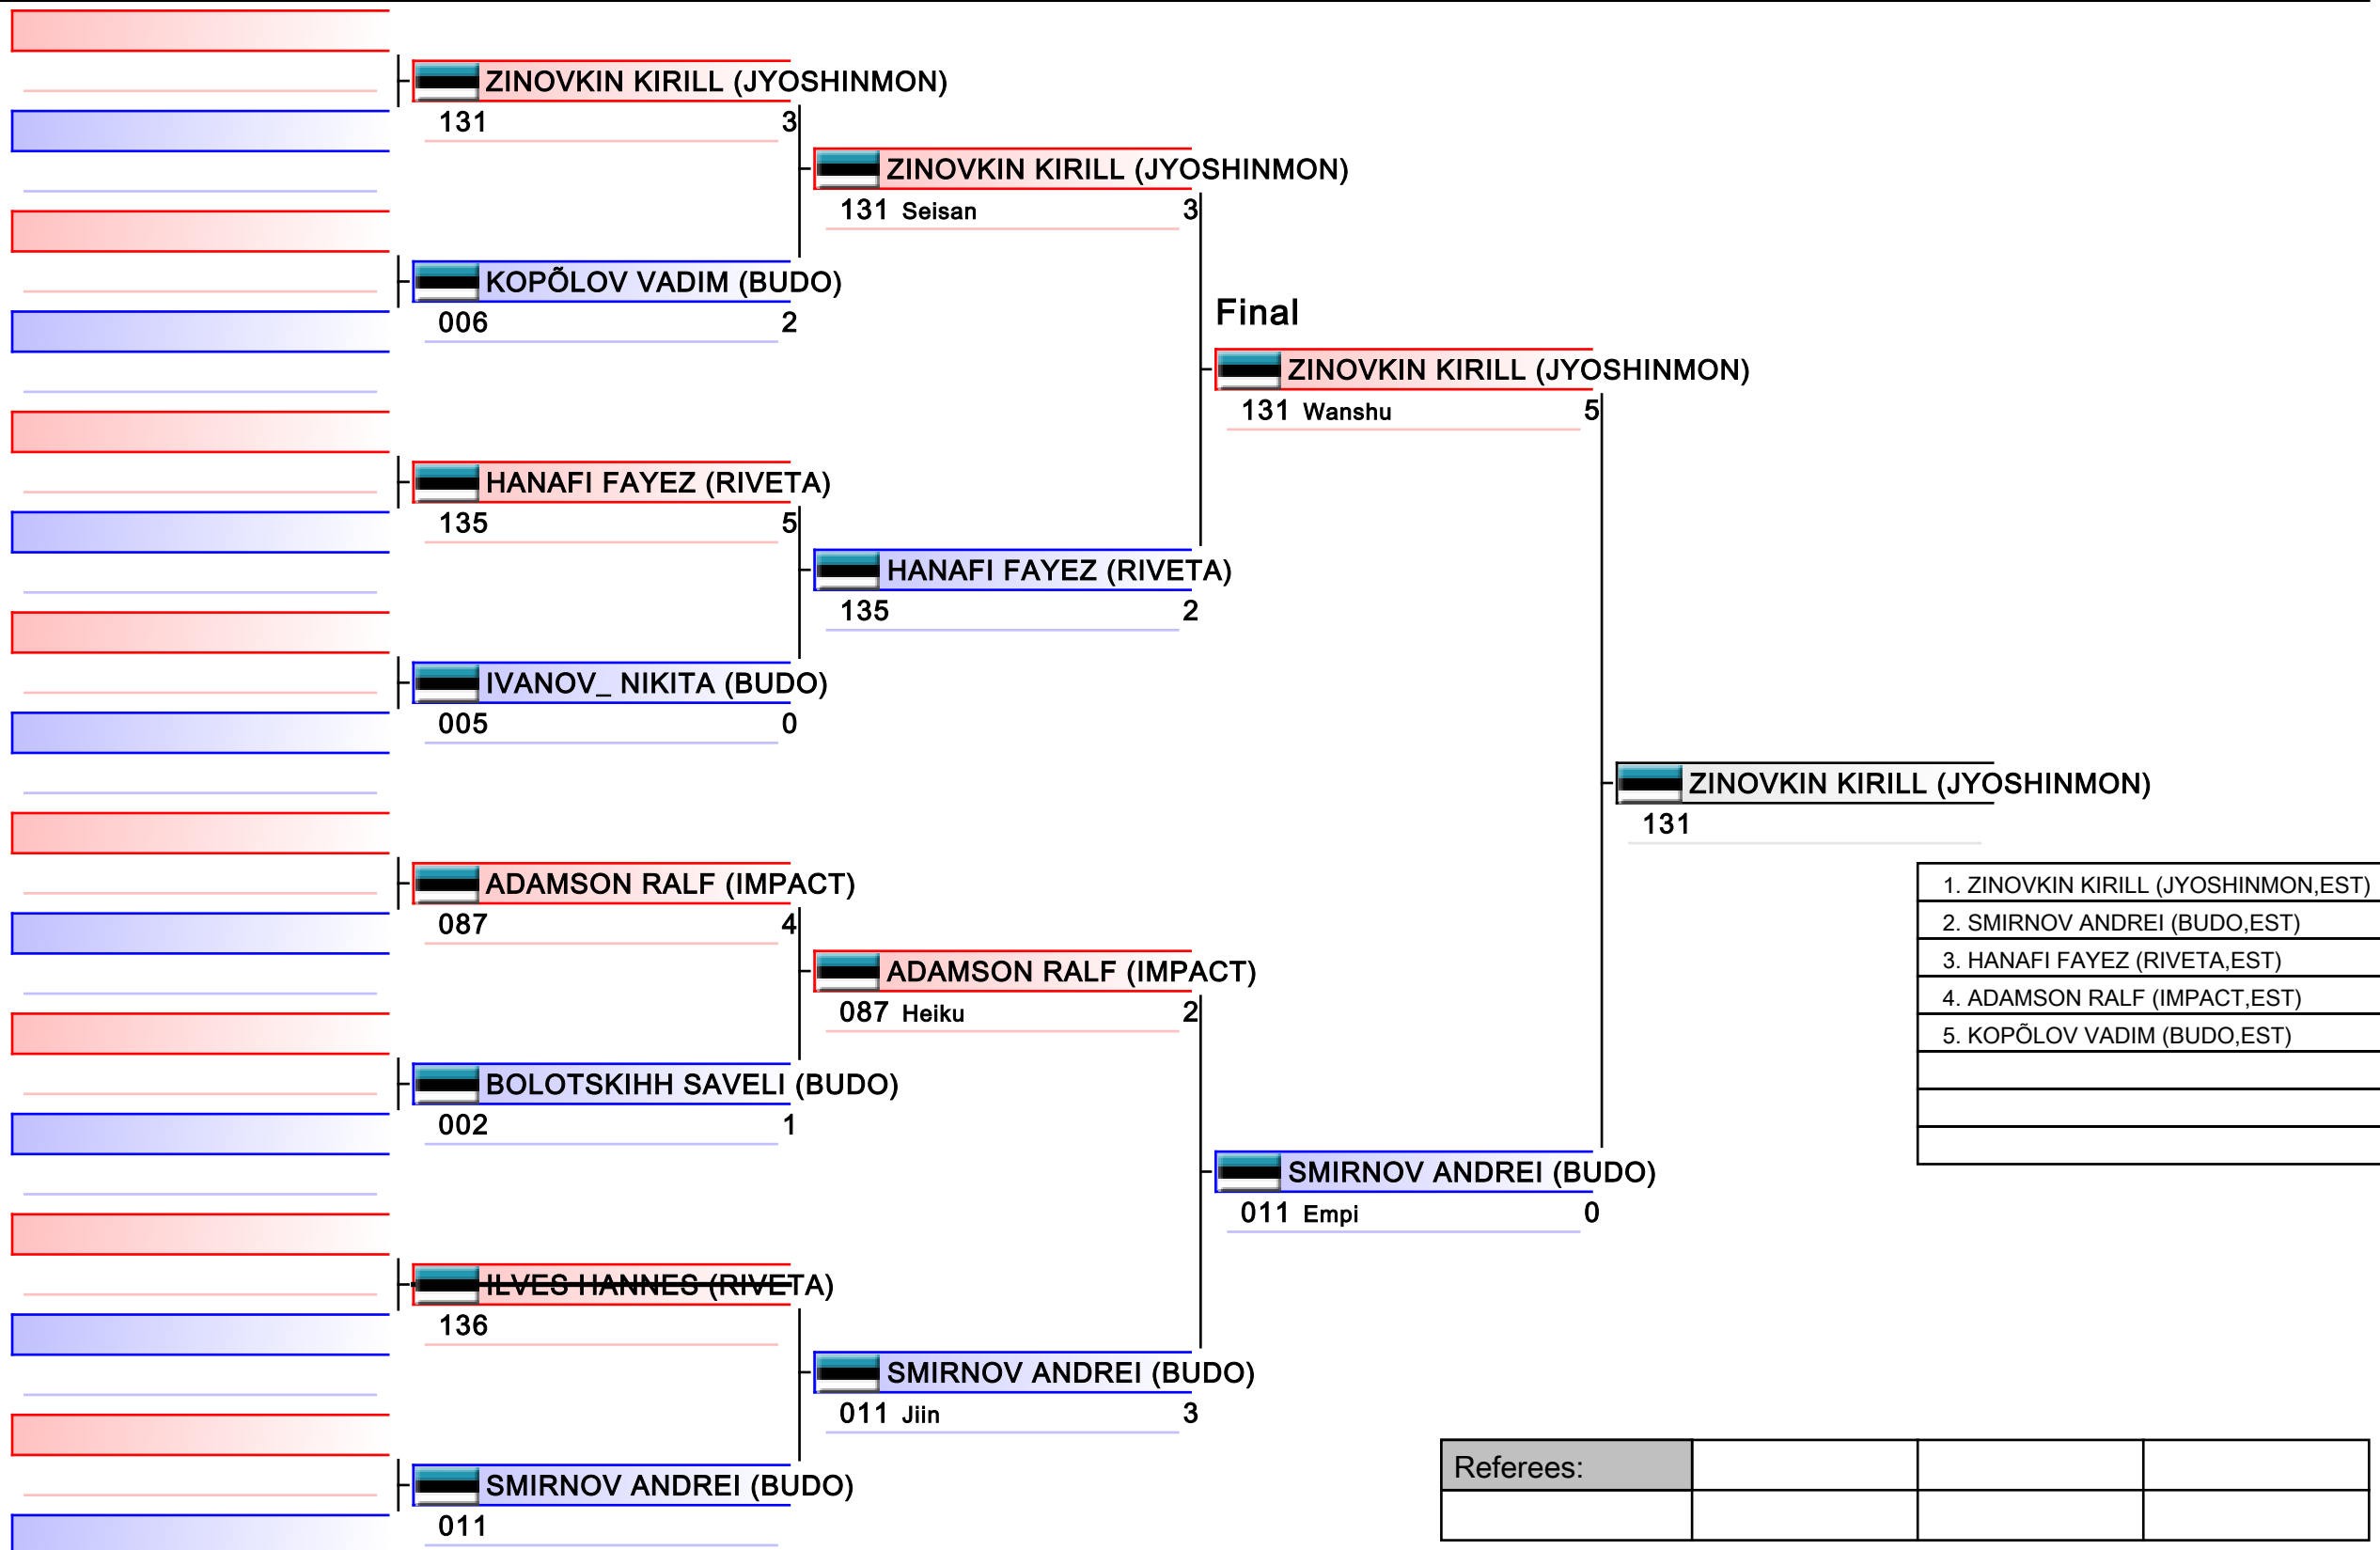 ZINOVKIN KIRILL (JYOSHINMON)
131 3
KOPÕLOV VADIM (BUDO)
006 2
HANAFI FAYEZ (RIVETA)
135 5
IVANOV_ NIKITA (BUDO)
005 0
ADAMSON RALF (IMPACT)
087 4
BOLOTSKIHH SAVELI (BUDO)
002 1
ILVES HANNES (RIVETA)
136
SMIRNOV ANDREI (BUDO)
011
ZINOVKIN KIRILL (JYOSHINMON)
131 Seisan 3
HANAFI FAYEZ (RIVETA)
135 2
ADAMSON RALF (IMPACT)
087 Heiku 2
SMIRNOV ANDREI (BUDO)
011 Jiin 3
Final
ZINOVKIN KIRILL (JYOSHINMON)
131 Wanshu 5
SMIRNOV ANDREI (BUDO)
011 Empi 0
ZINOVKIN KIRILL (JYOSHINMON)
131
1. ZINOVKIN KIRILL (JYOSHINMON,EST)
2. SMIRNOV ANDREI (BUDO,EST)
3. HANAFI FAYEZ (RIVETA,EST)
4. ADAMSON RALF (IMPACT,EST)
5. KOPÕLOV VADIM (BUDO,EST)
Referees: